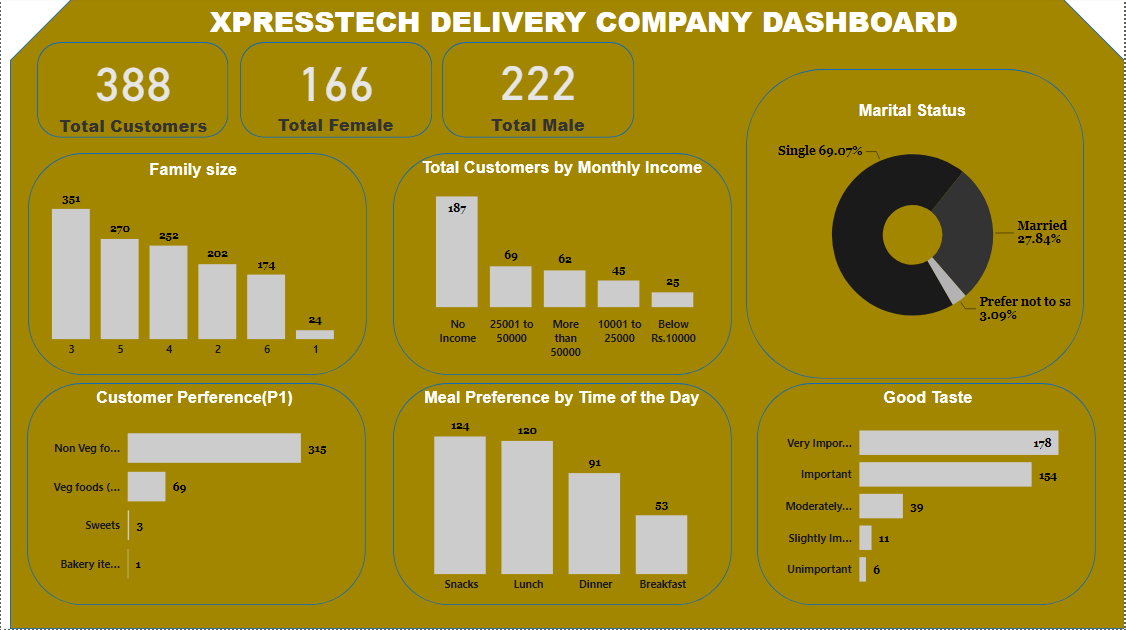 XPRESSTECH DELIVERY COMPANY DASHBOARD
388
Total Customers
166
Total Female
222
Total Male
Family size
351
270
252
202
174
24
3
5
4
2
6
1
Total Customers by Monthly Income
187
69
62
45
25
No
Income
25001 to
50000
More
than
50000
10001 to
25000
Below
Rs.10000
Marital Status
Single 69.07%
Married
27.84%
Prefer not to sa
3.09%
Customer Perference(P1)
Non Veg fo... 315
Veg foods (... 69
Sweets 3
Bakery ite... 1
Meal Preference by Time of the Day
124
120
91
53
Snacks
Lunch
Dinner
Breakfast
Good Taste
Very Impor... 178
Important 154
Moderately... 39
Slightly Im... 11
Unimportant 6